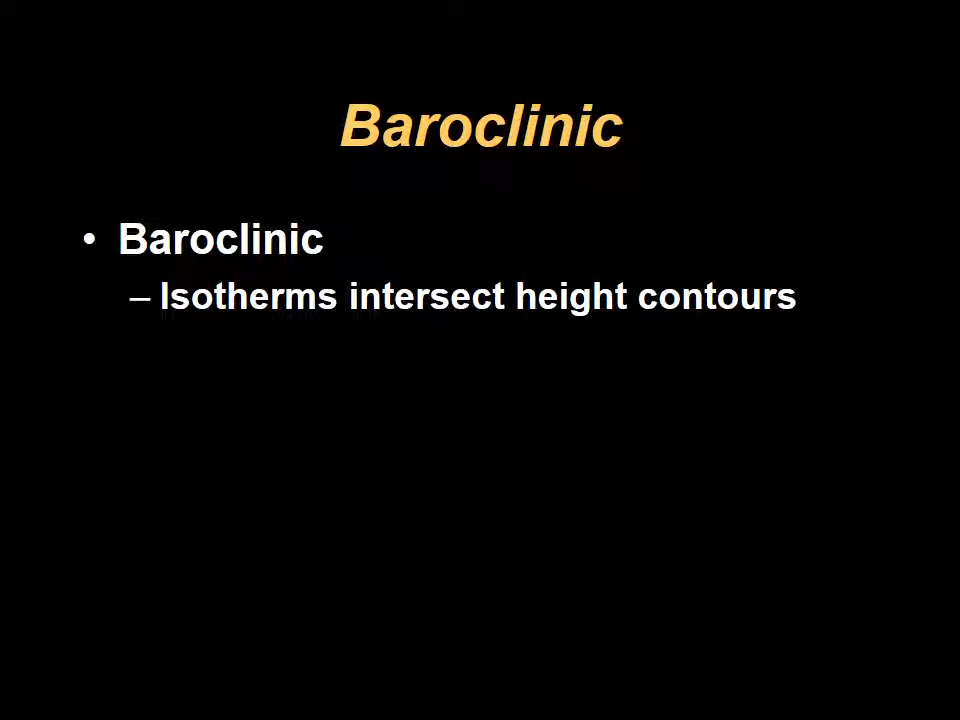 Baroclinic
• Baroclinic
– Isotherms intersect height contours